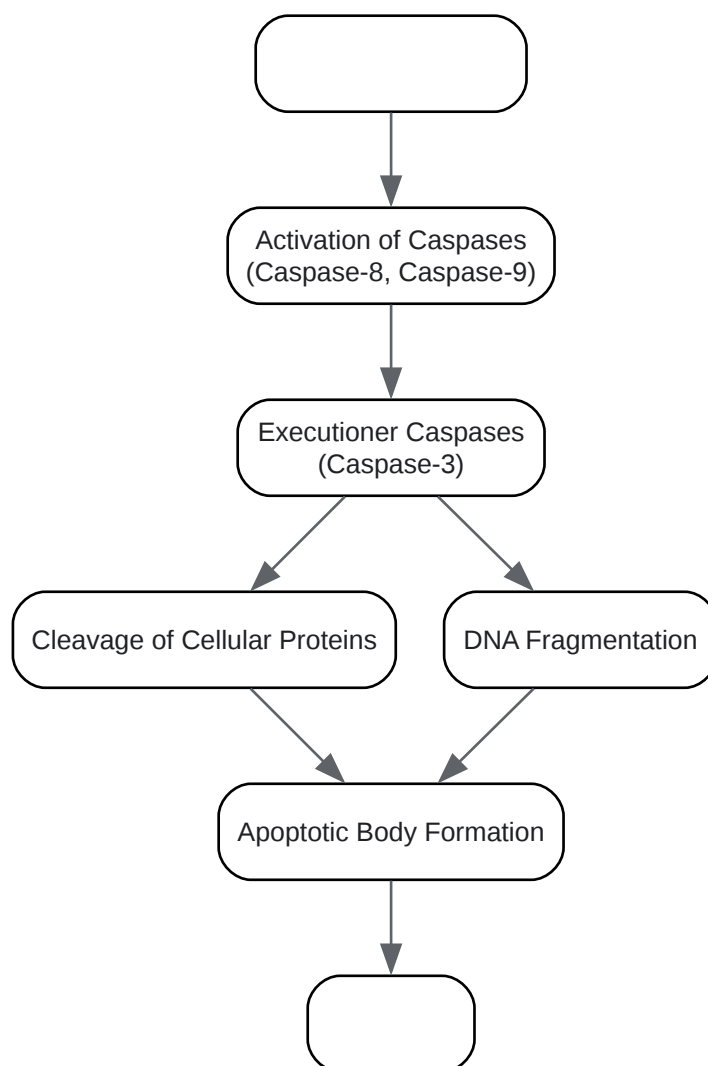 Activation of Caspases
(Caspase-8, Caspase-9)
Executioner Caspases
(Caspase-3)
Cleavage of Cellular Proteins
DNA Fragmentation
Apoptotic Body Formation